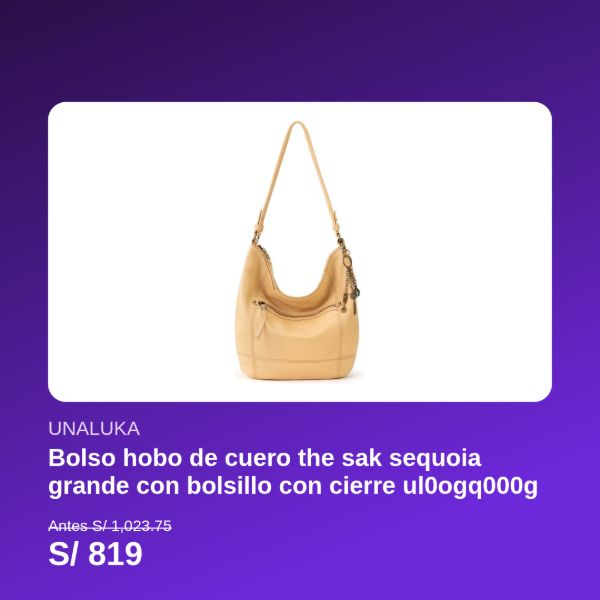 UNALUKA
Bolso hobo de cuero the sak sequoia
grande con bolsillo con cierre ul0ogq000g
Antes S/ 1,023.75
S/ 819